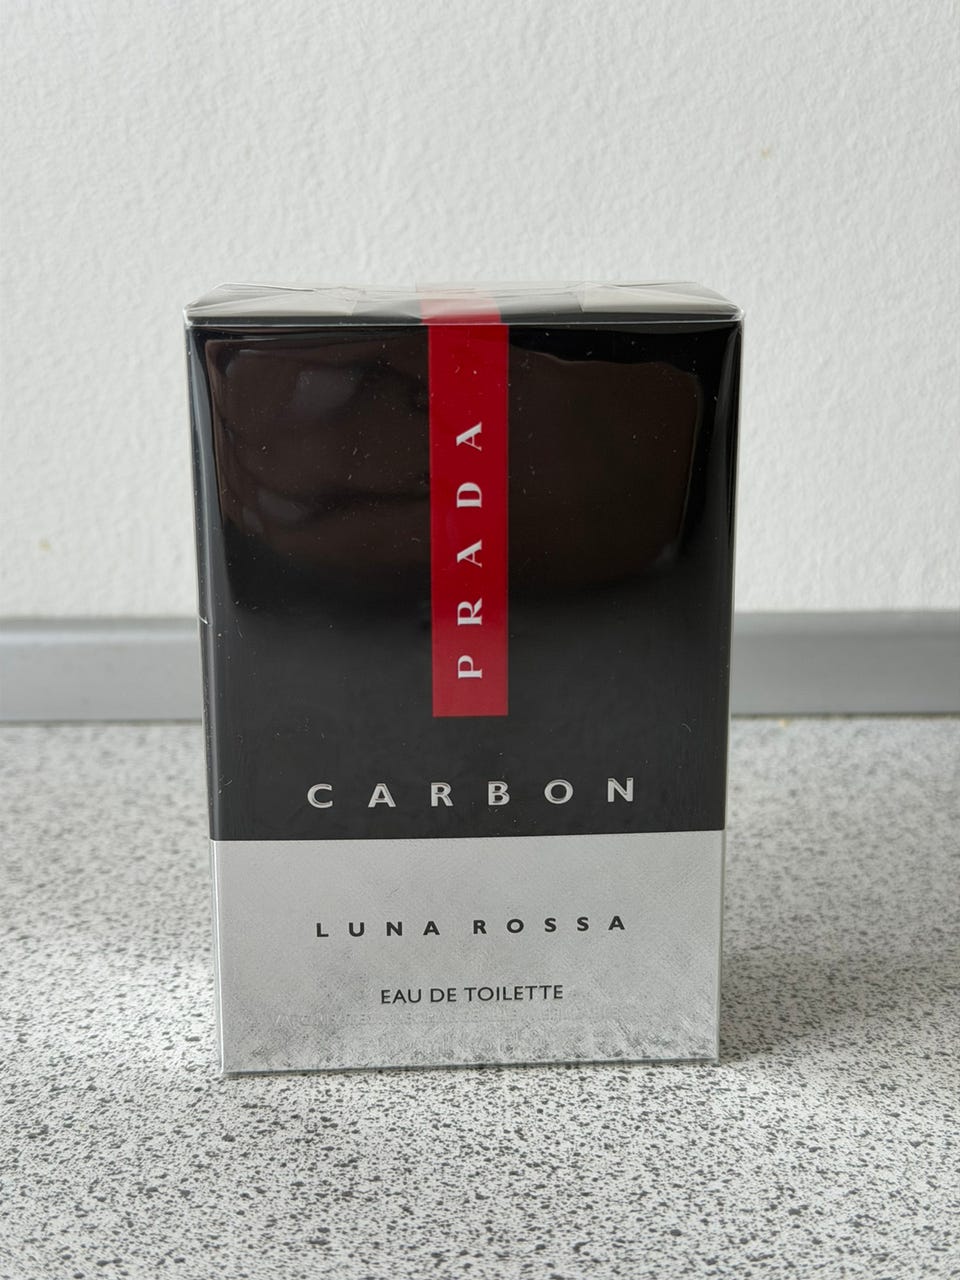 PRADA
CARBON
LUNA ROSSA
EAU DE TOILETTE